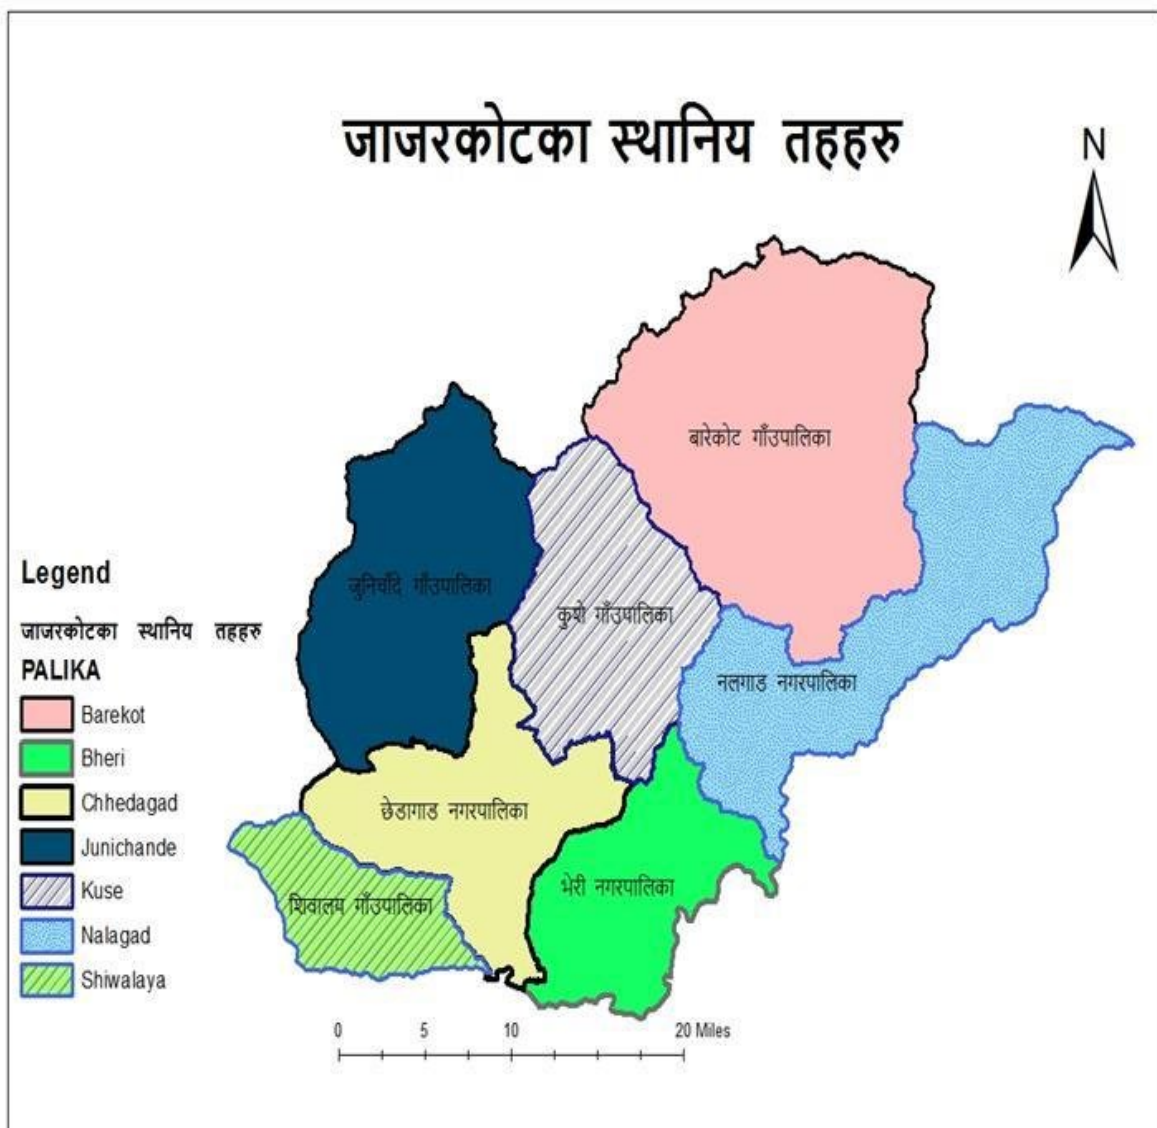 जाजरकोटका स्थानिय तहहरु
N
बारेकोट गाँउपालिका
जुनिचाँदे गाँउपालिका
कुशे गाँउपालिका
नलगाड नगरपालिका
छेडागाड नगरपालिका
भेरी नगरपालिका
शिवालय गाँउपालिका
Legend
जाजरकोटका स्थानिय तहहरु
PALIKA
Barekot
Bheri
Chhedagad
Junichande
Kuse
Nalagad
Shiwalaya
0 5 10 20 Miles